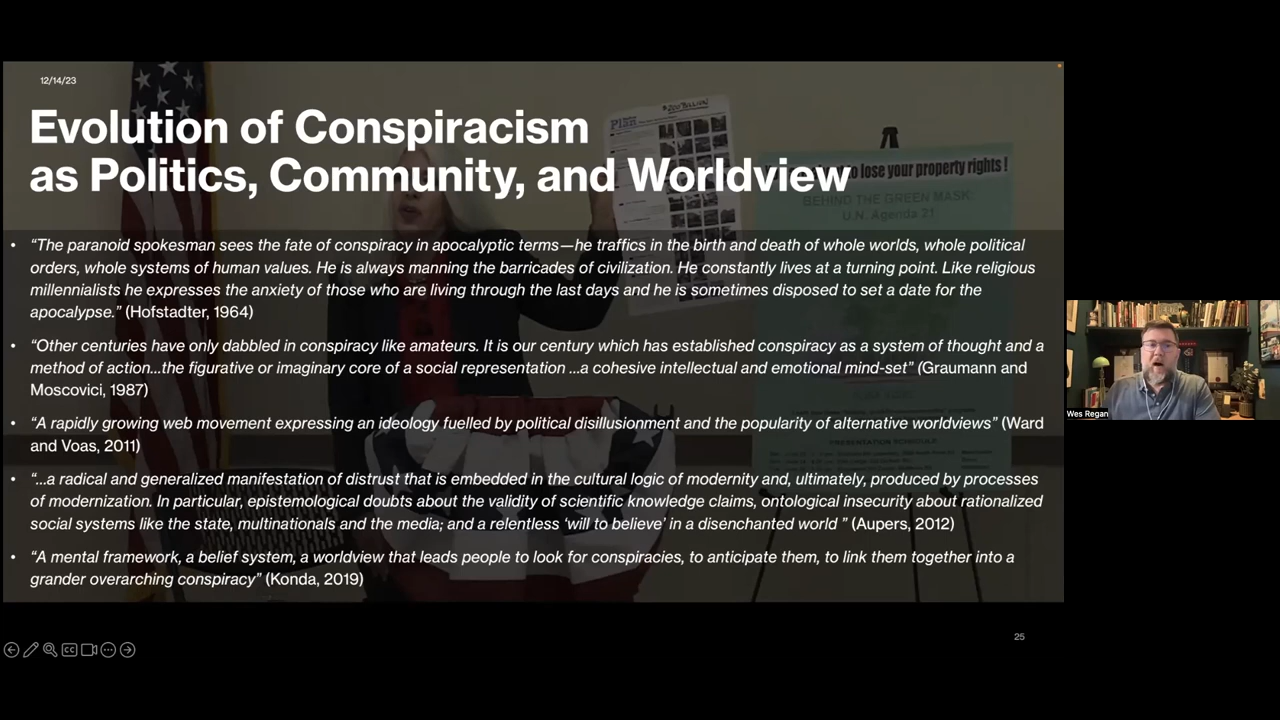 12/14/23
Evolution of Conspiracism
as Politics, Community, and Worldview
Plan
to lose your property rights !
BEHIND THE GREEN MASK:
U.N. Agenda 21
• “The paranoid spokesman sees the fate of conspiracy in apocalyptic terms—he traffics in the birth and death of whole worlds, whole political
orders, whole systems of human values. He is always manning the barricades of civilization. He constantly lives at a turning point. Like religious
millennialists he expresses the anxiety of those who are living through the last days and he is sometimes disposed to set a date for the
apocalypse.” (Hofstadter, 1964)
• “Other centuries have only dabbled in conspiracy like amateurs. It is our century which has established conspiracy as a system of thought and a
method of action...the figurative or imaginary core of a social representation ...a cohesive intellectual and emotional mind-set” (Graumann and
Moscovici, 1987)
• “A rapidly growing web movement expressing an ideology fuelled by political disillusionment and the popularity of alternative worldviews” (Ward
and Voas, 2011)
• “...a radical and generalized manifestation of distrust that is embedded in the cultural logic of modernity and, ultimately, produced by processes
of modernization. In particular, epistemological doubts about the validity of scientific knowledge claims, ontological insecurity about rationalized
social systems like the state, multinationals and the media; and a relentless ‘will to believe’ in a disenchanted world ” (Aupers, 2012)
• “A mental framework, a belief system, a worldview that leads people to look for conspiracies, to anticipate them, to link them together into a
grander overarching conspiracy” (Konda, 2019)
PRESENTATION SCHEDULE:
25
CC
Wes Regan